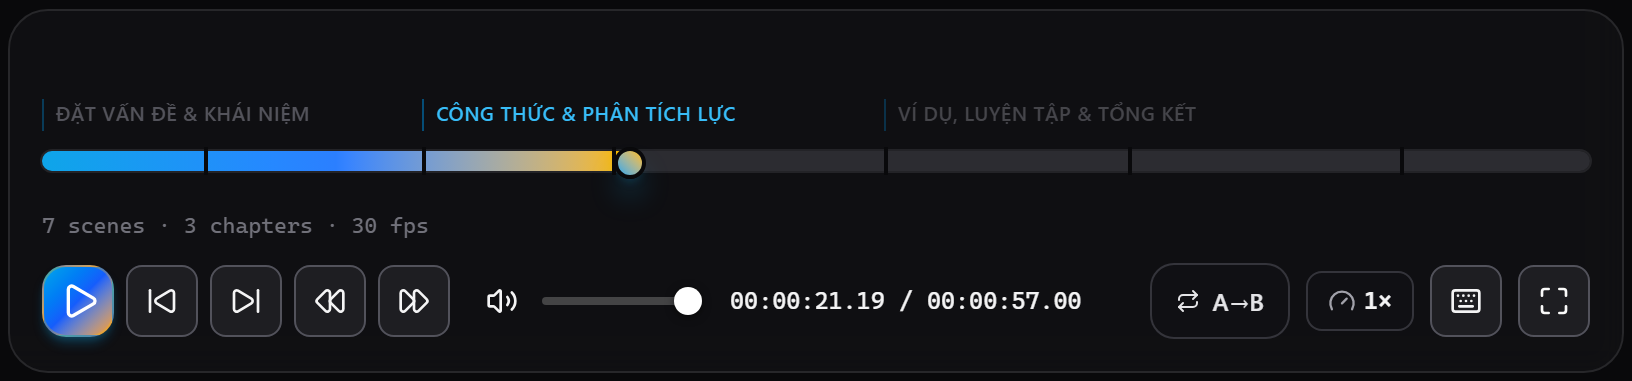 ĐẶT VẤN ĐỀ & KHÁI NIỆM
CÔNG THỨC & PHÂN TÍCH LỰC
VÍ DỤ, LUYỆN TẬP & TỔNG KẾT
7 scenes · 3 chapters · 30 fps
00:00:21.19 / 00:00:57.00
A→B
1×